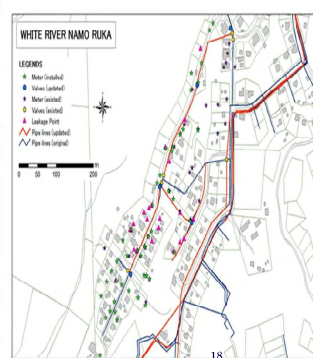 WHITE RIVER NAMO RUKA
LEGENDS
Meter (installed)
Valves (updated)
Meter (existed)
Valves (existed)
Leakage Point
Pipe lines (updated)
Pipe lines (original)
0 50 100 200
18